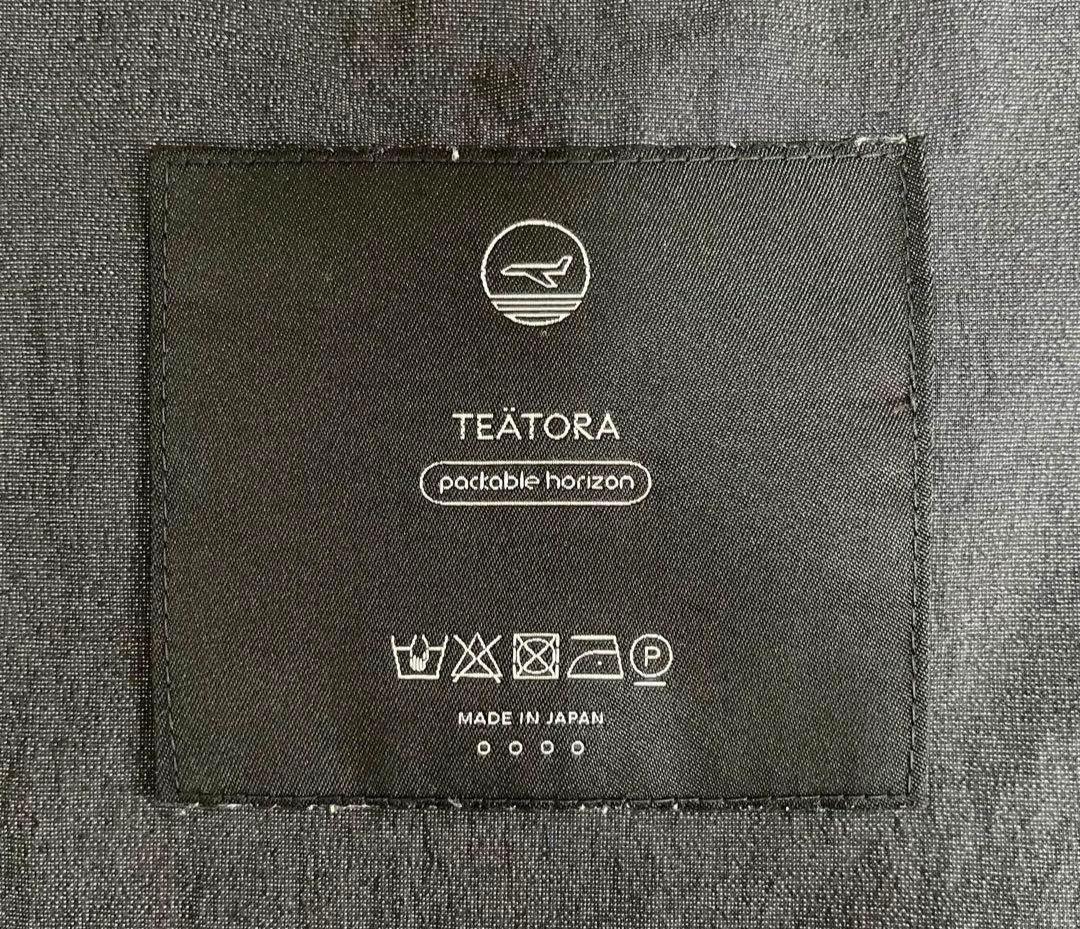 TEÄTORA
packable horizon
P
MADE IN JAPAN